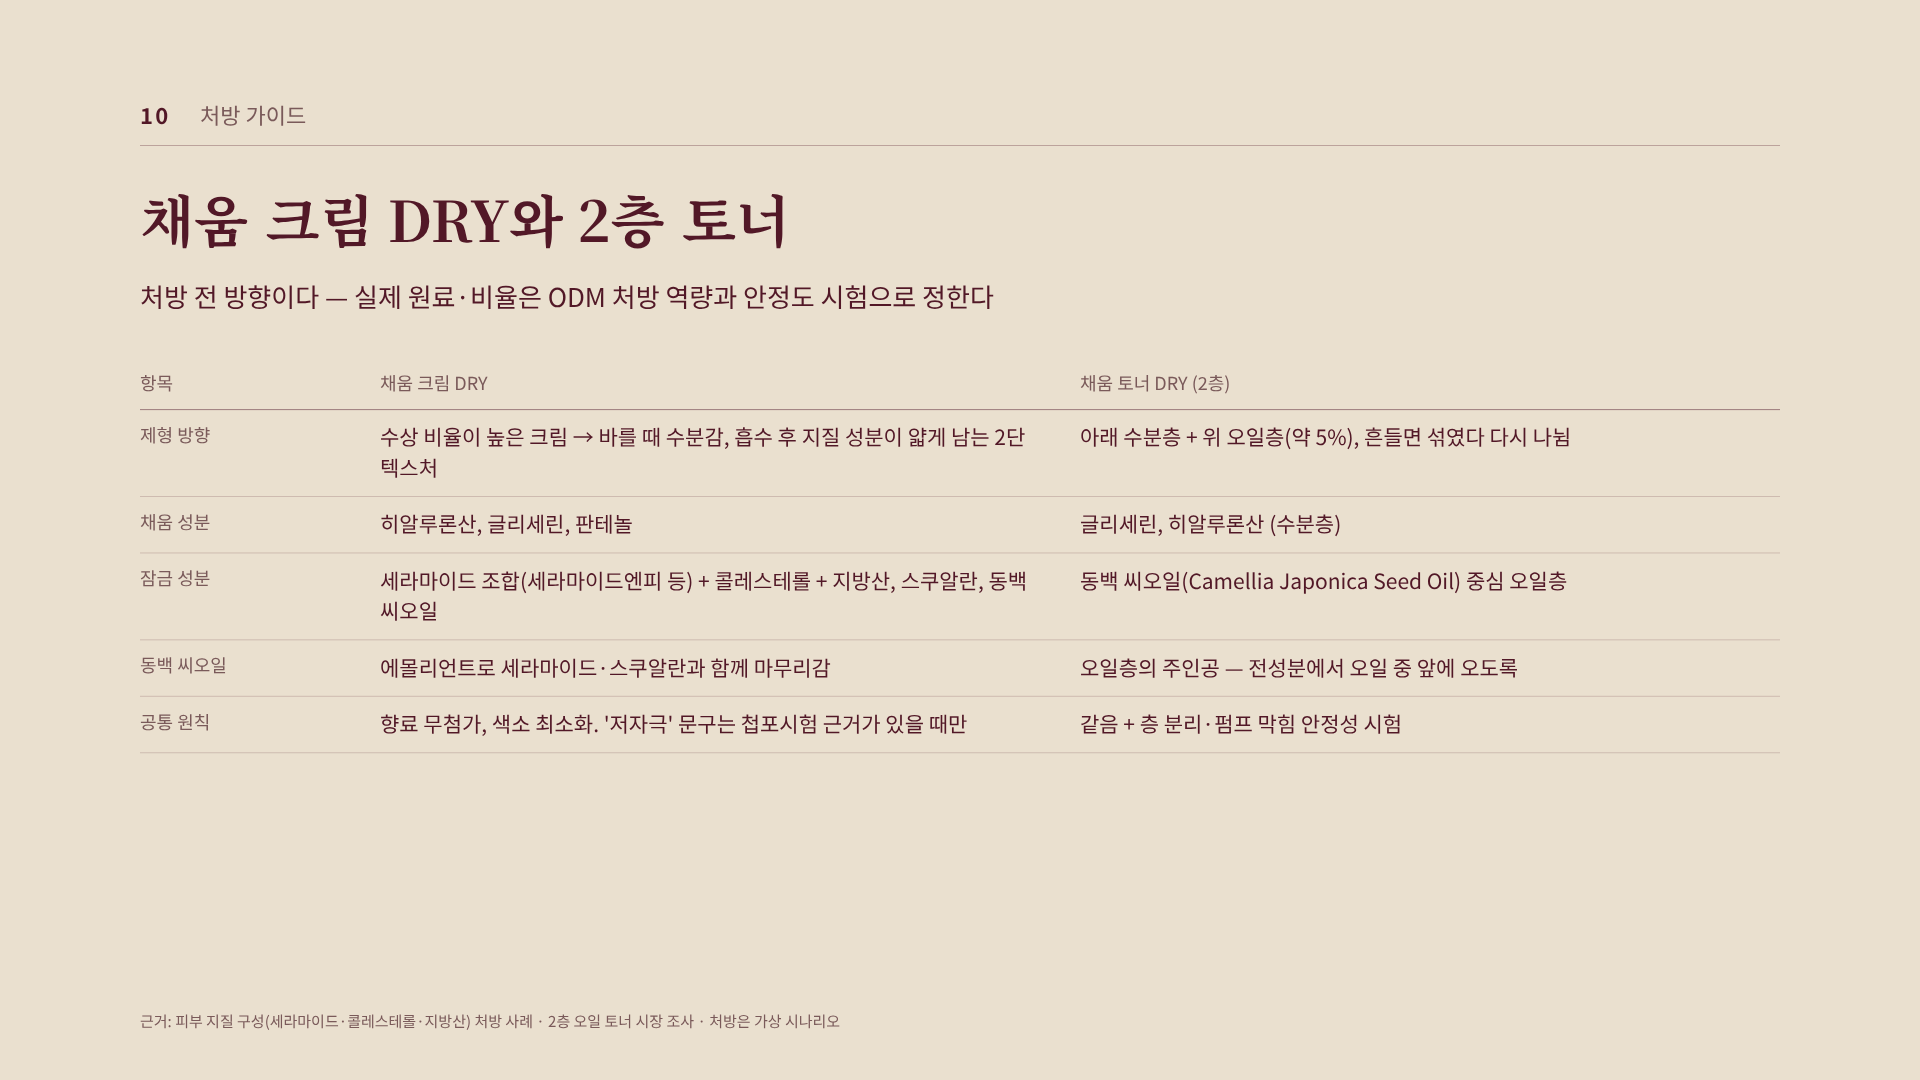 10 처방 가이드
채움 크림 DRY와 2층 토너
처방 전 방향이다 — 실제 원료·비율은 ODM 처방 역량과 안정도 시험으로 정한다
항목 채움 크림 DRY 채움 토너 DRY (2층)
제형 방향 수상 비율이 높은 크림 → 바를 때 수분감, 흡수 후 지질 성분이 얇게 남는 2단 아래 수분층 + 위 오일층(약 5%), 흔들면 섞였다 다시 나뉨
텍스처
채움 성분 히알루론산, 글리세린, 판테놀 글리세린, 히알루론산 (수분층)
잠금 성분 세라마이드 조합(세라마이드엔피 등) + 콜레스테롤 + 지방산, 스쿠알란, 동백 동백 씨오일(Camellia Japonica Seed Oil) 중심 오일층
씨오일
동백 씨오일 에몰리언트로 세라마이드·스쿠알란과 함께 마무리감 오일층의 주인공 — 전성분에서 오일 중 앞에 오도록
공통 원칙 향료 무첨가, 색소 최소화. '저자극' 문구는 첩포시험 근거가 있을 때만 같음 + 층 분리·펌프 막힘 안정성 시험
근거: 피부 지질 구성(세라마이드·콜레스테롤·지방산) 처방 사례 · 2층 오일 토너 시장 조사 · 처방은 가상 시나리오